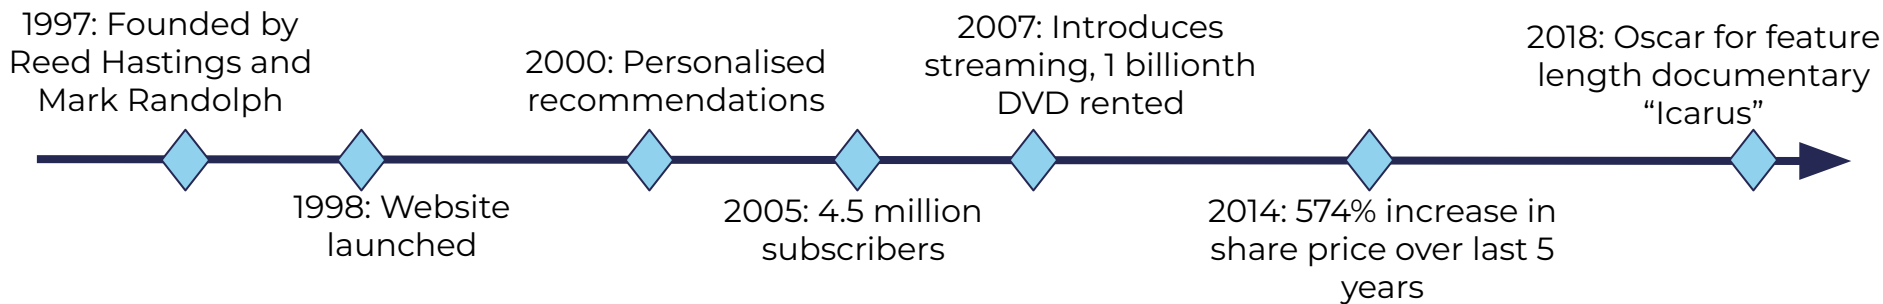 1997: Founded by
Reed Hastings and
Mark Randolph
1998: Website
launched
2000: Personalised
recommendations
2005: 4.5 million
subscribers
2007: Introduces
streaming, 1 billionth
DVD rented
2014: 574% increase in
share price over last 5
years
2018: Oscar for feature
length documentary
“Icarus”